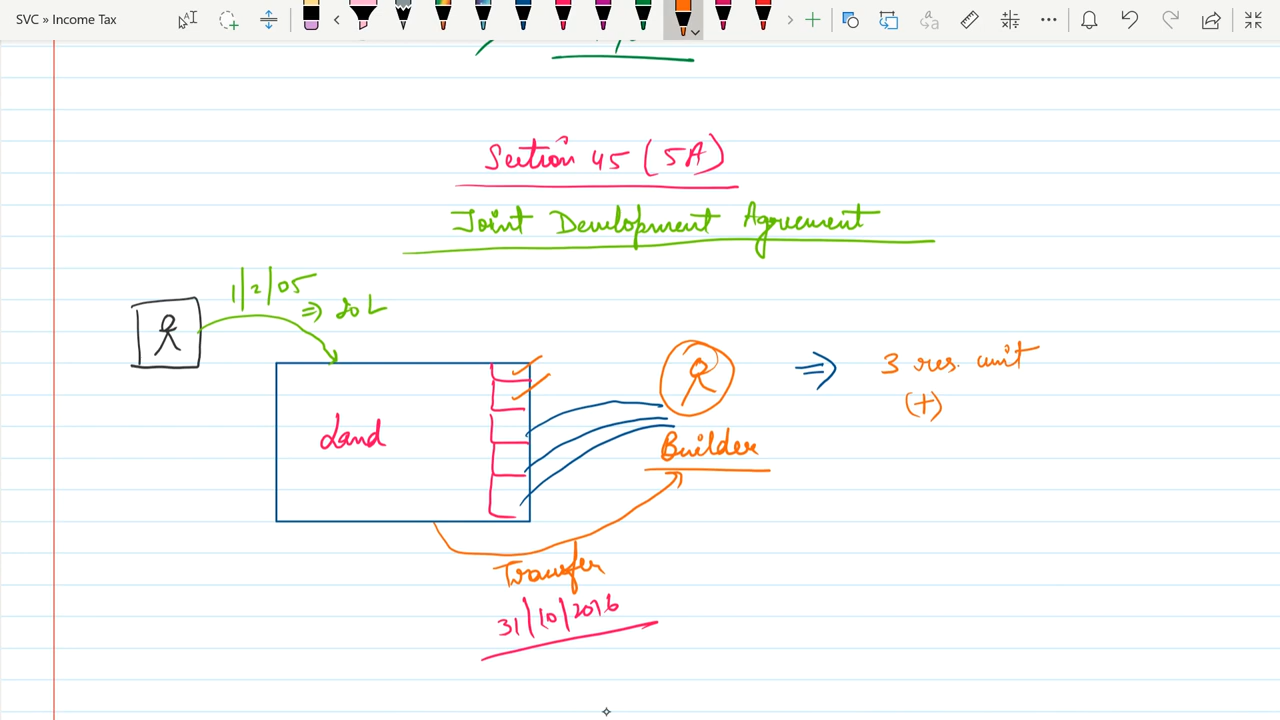 SVC » Income Tax
Section 45 (5A)
Joint Development Agreement
1/2/05
⇒ 20 L
Land
Builder
⇒ 3 res. unit
(+)
Transfer
31/10/2016